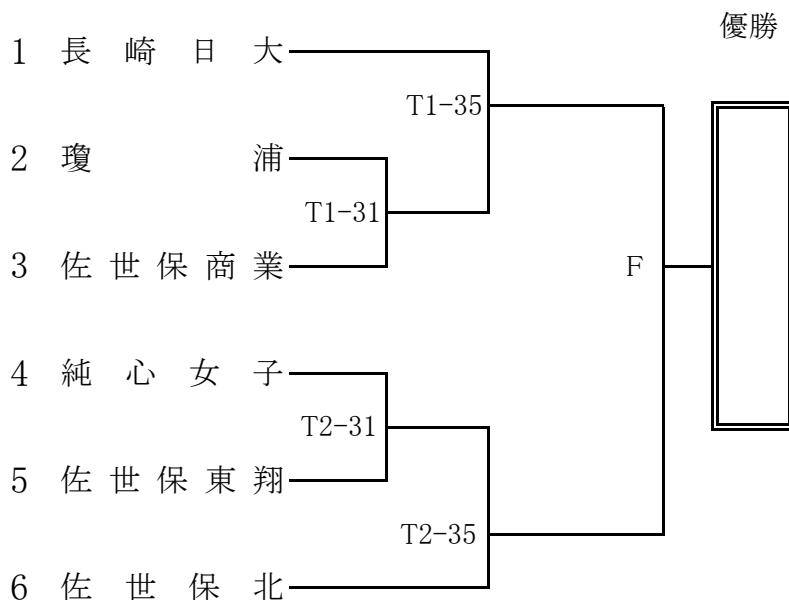 優勝
1 長崎日大
T1-35
2 瓊浦
T1-31
3 佐世保商業
F
4 純心女子
T2-31
5 佐世保東翔
T2-35
6 佐世保北